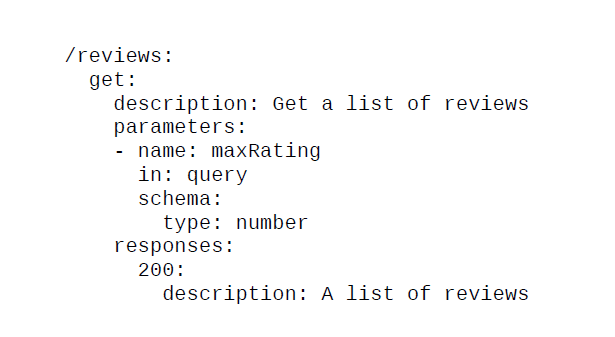 /reviews:
  get:
    description: Get a list of reviews
    parameters:
    - name: maxRating
      in: query
      schema:
        type: number
    responses:
      200:
        description: A list of reviews